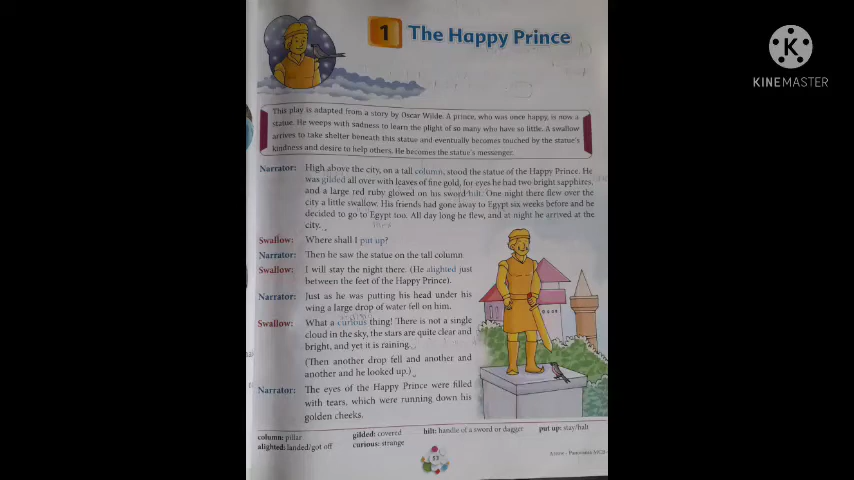 1 The Happy Prince
K
KINEMASTER
This play is adapted from a story by Oscar Wilde. A prince, who was once happy, is now a
statue. He weeps with sadness to learn the plight of so many who have so little. A swallow
arrives to take shelter beneath this statue and eventually becomes touched by the statue's
kindness and desire to help others. He becomes the statue's messenger.
Narrator: High above the city, on a tall column, stood the statue of the Happy Prince. He
was gilded all over with leaves of fine gold, for eyes he had two bright sapphires,
and a large red ruby glowed on his sword hilt. One night there flew over the
city a little swallow. His friends had gone away to Egypt six weeks before and he
decided to go to Egypt too. All day long he flew, and at night he arrived at the
city.
Swallow: Where shall I put up?
Narrator: Then he saw the statue on the tall column
Swallow: I will stay the night there. (He alighted just
between the feet of the Happy Prince).
Narrator: Just as he was putting his head under his
wing a large drop of water fell on him.
Swallow: What a curious thing! There is not a single
cloud in the sky, the stars are quite clear and
bright, and yet it is raining.
(Then another drop fell and another and
another and he looked up.)
Narrator: The eyes of the Happy Prince were filled
with tears, which were running down his
golden cheeks.
column: pillar gilded: covered hilt: handle of a sword or dagger put up: stay/halt
alighted: landed/got off curious: strange